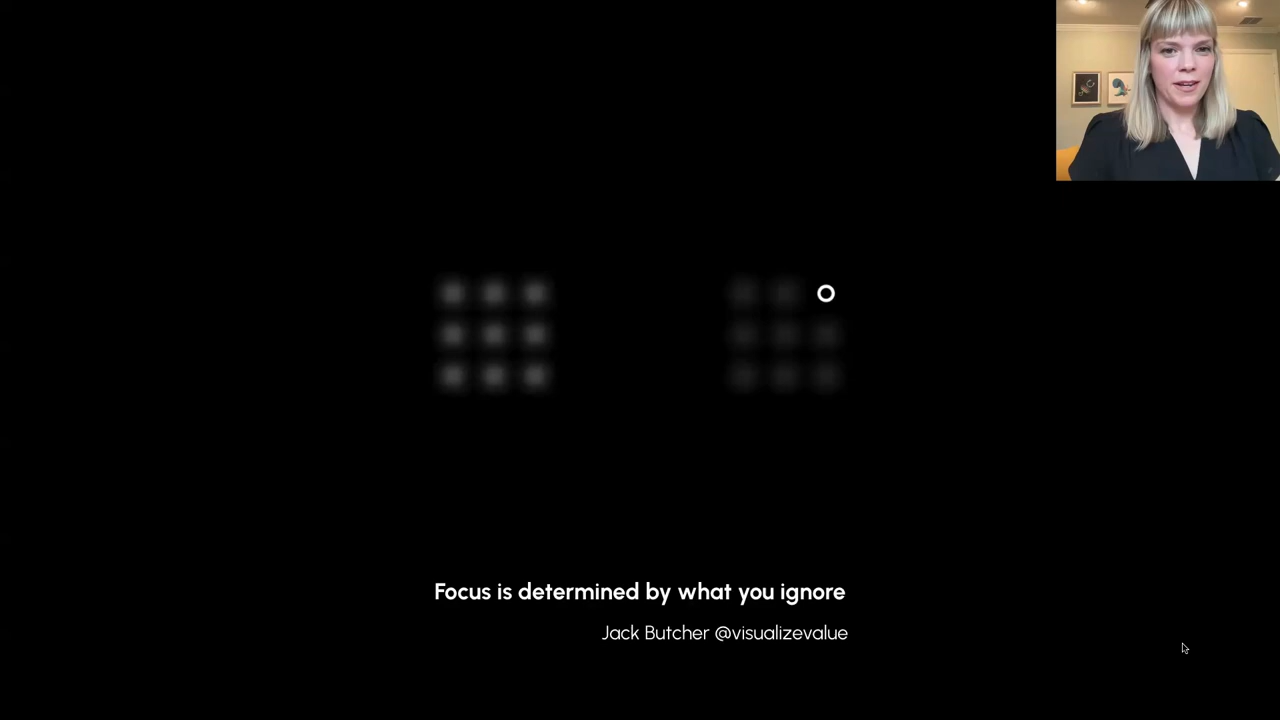 Focus is determined by what you ignore
Jack Butcher @visualizevalue